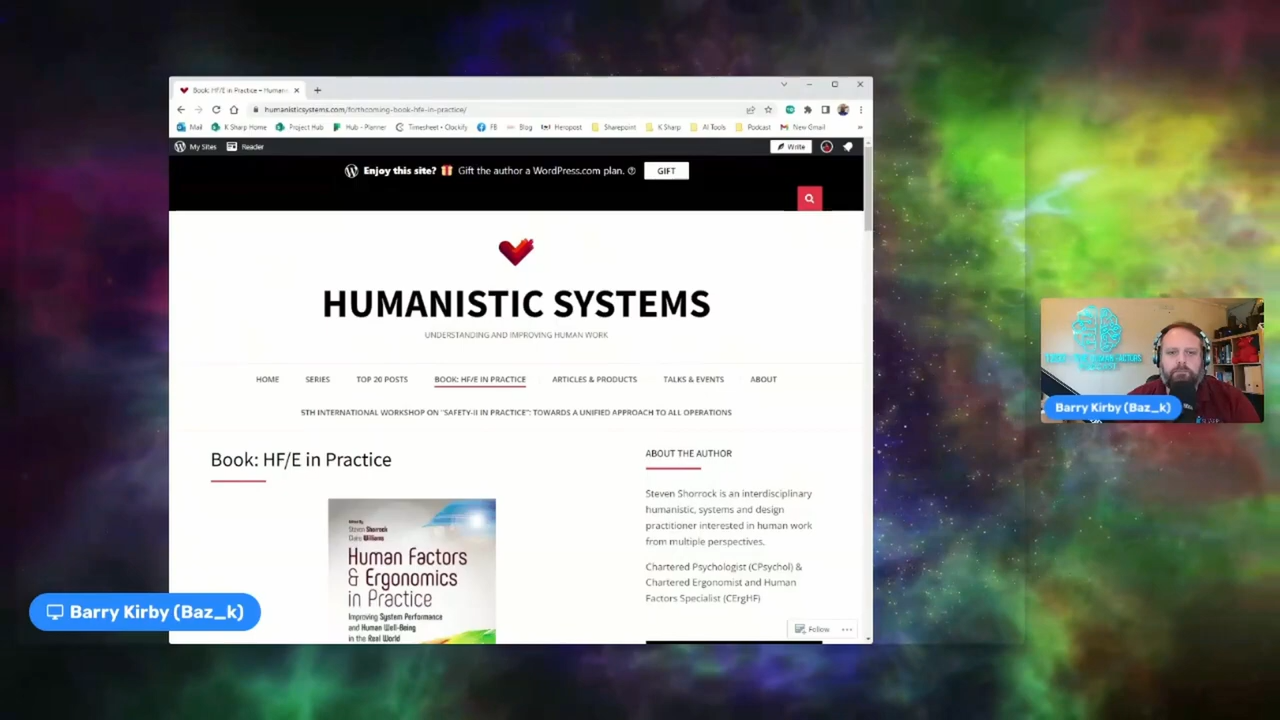 Book: HF/E in Practice – Human
humanisticsystems.com/forthcoming-book-hfe-in-practice/
Mail
K Sharp Home
Project Hub
Hub - Planner
Timesheet • Clockify
FB
Blog
Heropost
Sharepoint
K Sharp
AI Tools
Podcast
New Gmail
My Sites
Reader
Write
Enjoy this site? Gift the author a WordPress.com plan.
GIFT
HUMANISTIC SYSTEMS
UNDERSTANDING AND IMPROVING HUMAN WORK
HOME
SERIES
TOP 20 POSTS
BOOK: HF/E IN PRACTICE
ARTICLES & PRODUCTS
TALKS & EVENTS
ABOUT
5TH INTERNATIONAL WORKSHOP ON "SAFETY-II IN PRACTICE": TOWARDS A UNIFIED APPROACH TO ALL OPERATIONS
Book: HF/E in Practice
Steven Shorrock
Claire Williams
Human Factors
& Ergonomics
in Practice
Improving System Performance
and Human Well-Being
in the Real World
ABOUT THE AUTHOR
Steven Shorrock is an interdisciplinary
humanistic, systems and design
practitioner interested in human work
from multiple perspectives.
Chartered Psychologist (CPsychol) &
Chartered Ergonomist and Human
Factors Specialist (CErgHF)
Follow
Barry Kirby (Baz_k)
Barry Kirby (Baz_k)